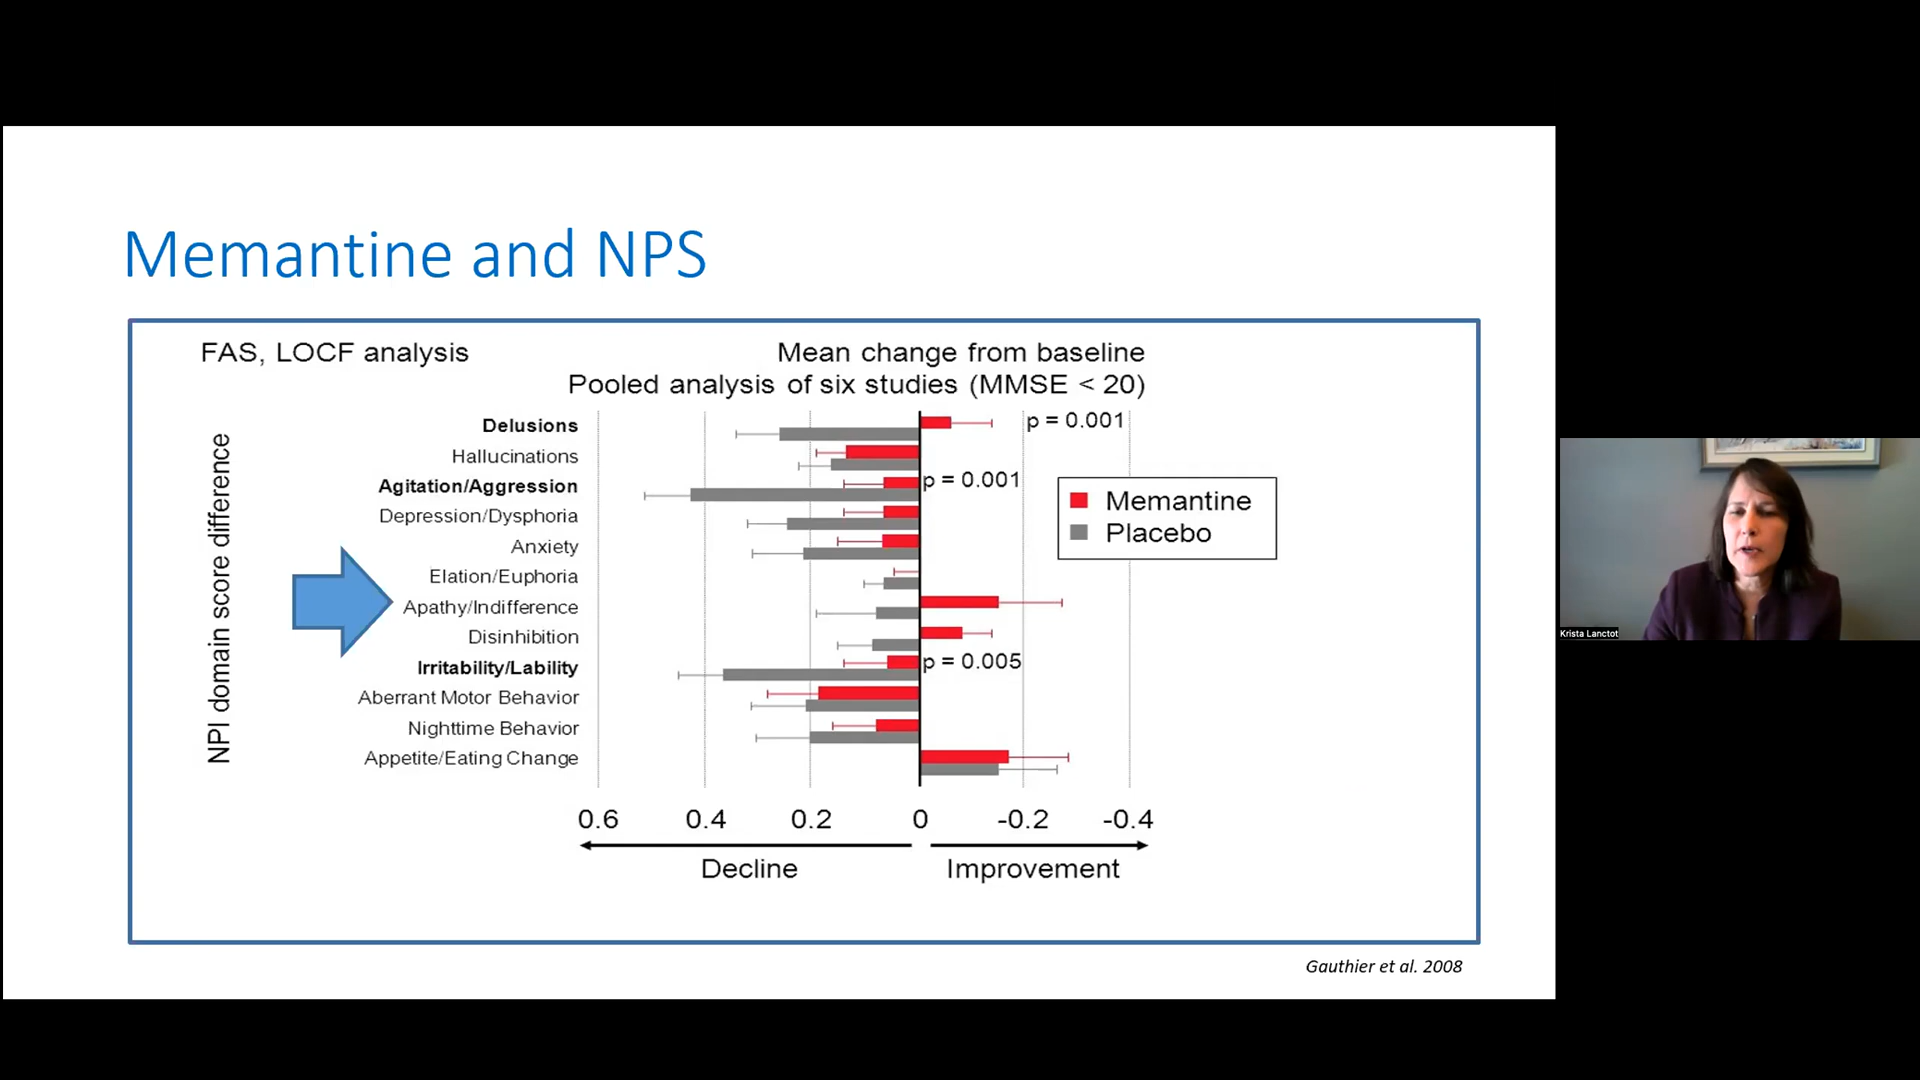 Memantine and NPS
FAS, LOCF analysis
Mean change from baseline
Pooled analysis of six studies (MMSE < 20)
NPI domain score difference
Delusions
p = 0.001
Hallucinations
Agitation/Aggression
p = 0.001
Depression/Dysphoria
Anxiety
Elation/Euphoria
Apathy/Indifference
Disinhibition
Irritability/Lability
p = 0.005
Aberrant Motor Behavior
Nighttime Behavior
Appetite/Eating Change
Memantine
Placebo
0.6 0.4 0.2 0 -0.2 -0.4
Decline Improvement
Gauthier et al. 2008
Krista Lanctot